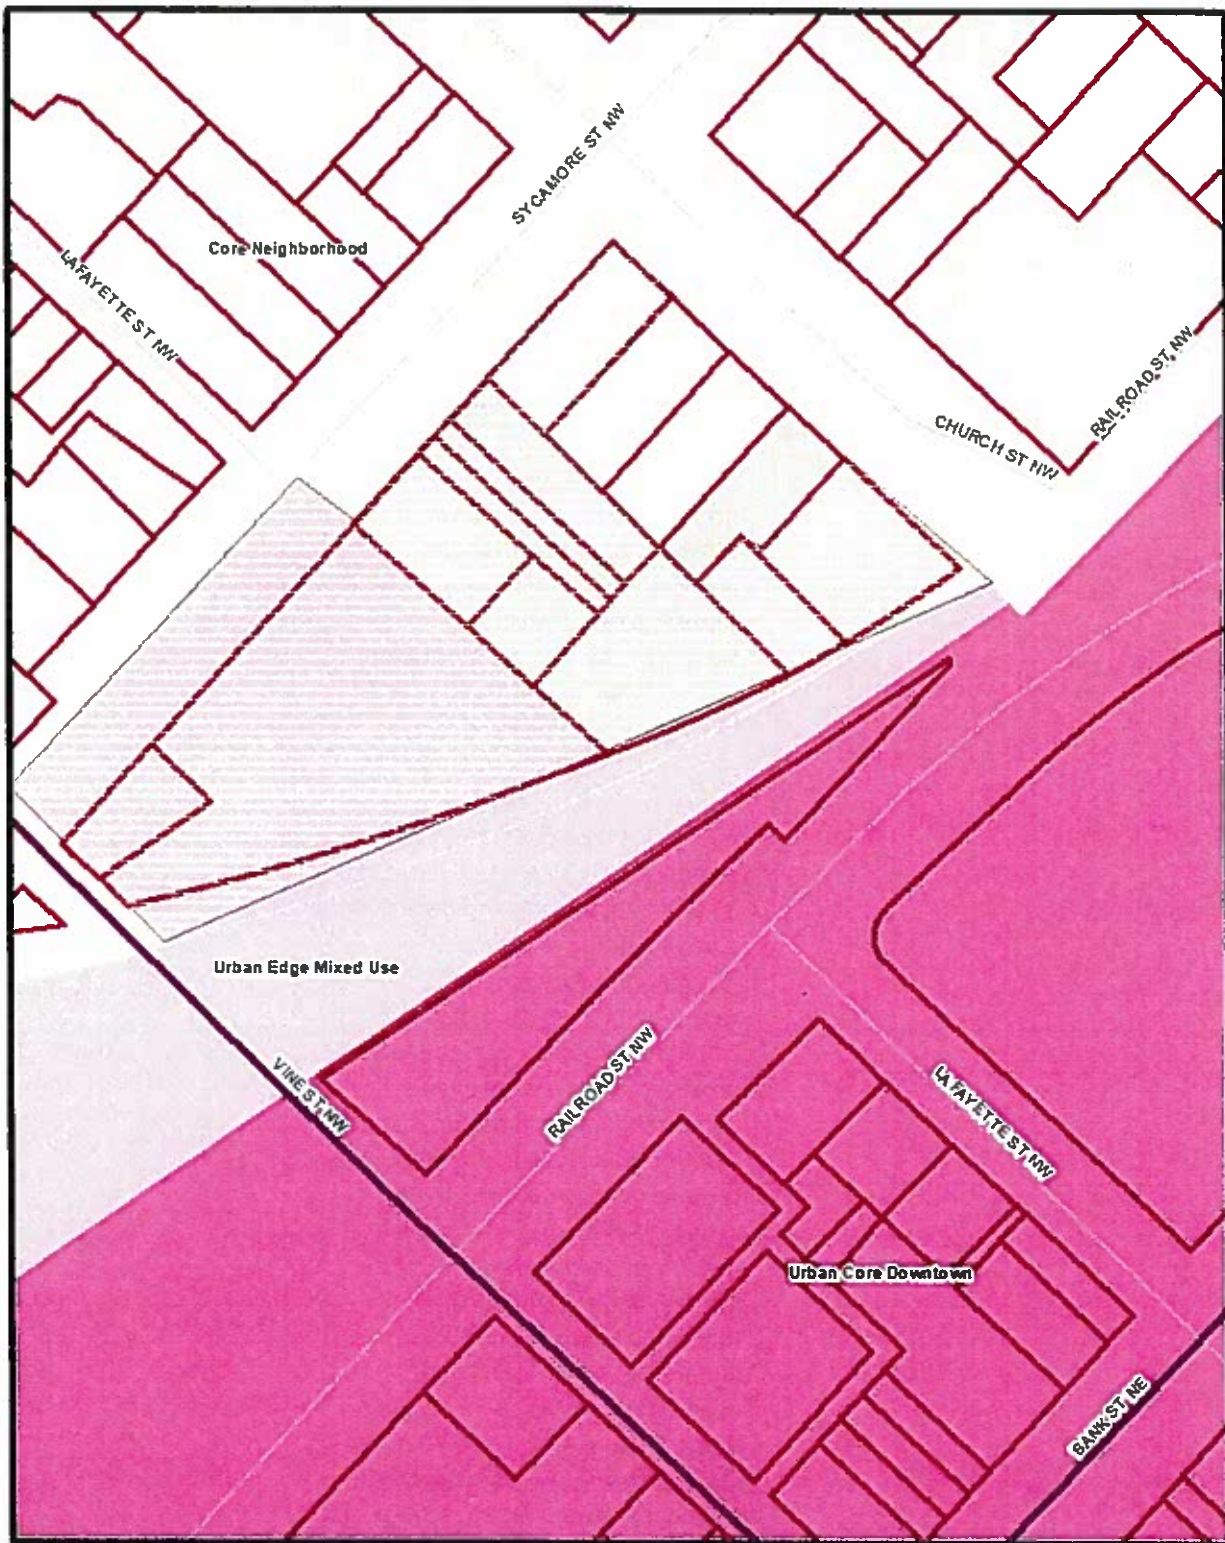 SYCAMORE ST NW
Core Neighborhood
LAFAYETTE ST NW
RAILROAD ST, NW
CHURCH ST NW
Urban Edge Mixed Use
VINE ST, NW
RAILROAD ST NW
LAFAYETTE ST NW
Urban Core Downtown
BANK ST, NE